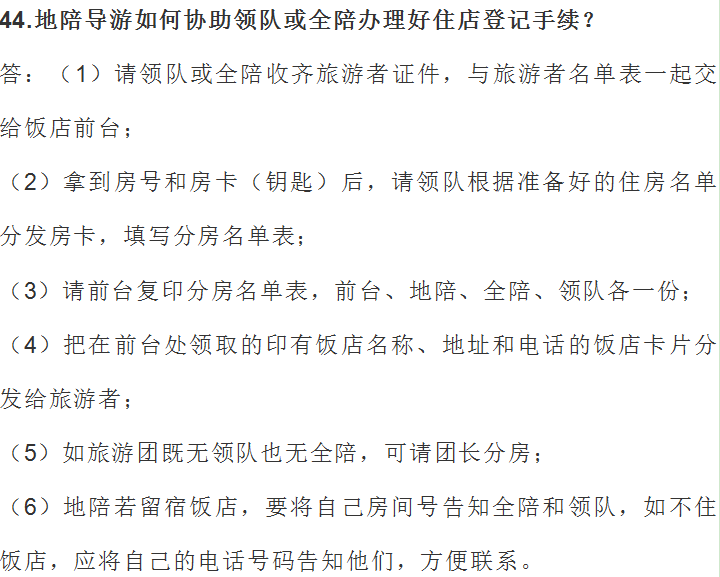 44.地陪导游如何协助领队或全陪办理好住店登记手续？
答：（1）请领队或全陪收齐旅游者证件，与旅游者名单表一起交
给饭店前台；
（2）拿到房号和房卡（钥匙）后，请领队根据准备好的住房名单
分发房卡，填写分房名单表；
（3）请前台复印分房名单表，前台、地陪、全陪、领队各一份；
（4）把在前台处领取的印有饭店名称、地址和电话的饭店卡片分
发给旅游者；
（5）如旅游团既无领队也无全陪，可请团长分房；
（6）地陪若留宿饭店，要将自己房间号告知全陪和领队，如不住
饭店，应将自己的电话号码告知他们，方便联系。